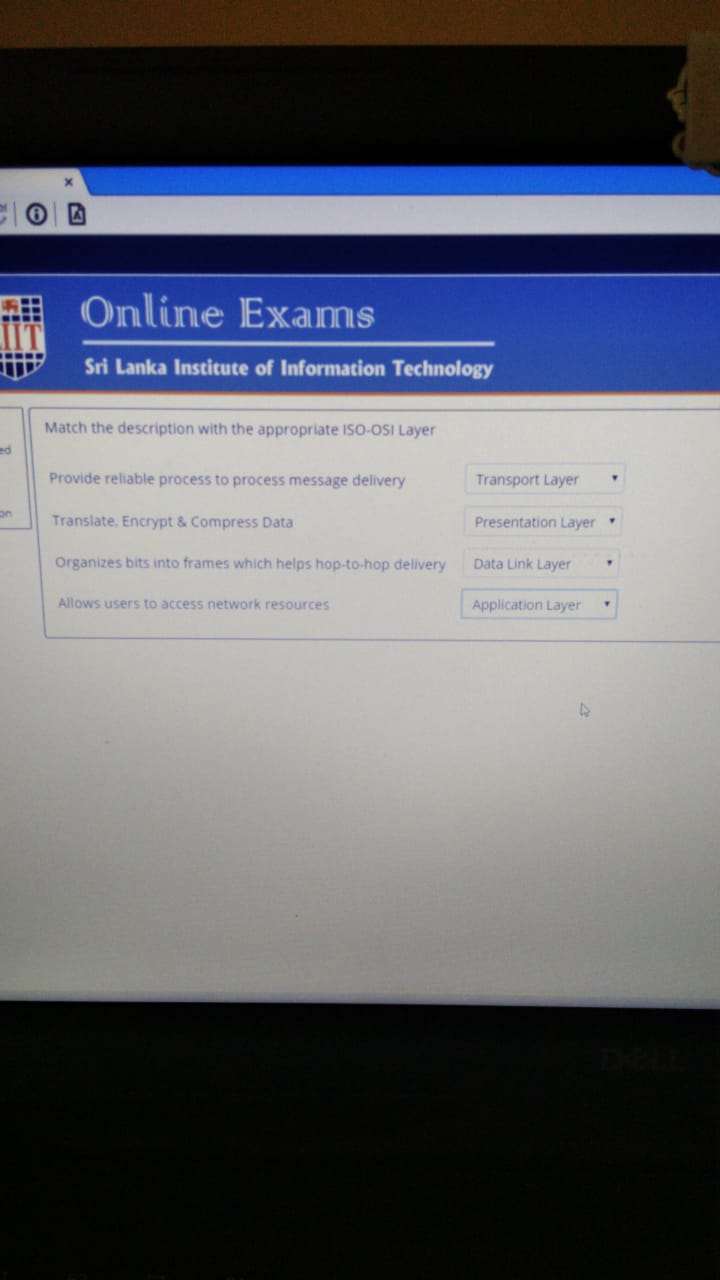 ×
IIT
Online Exams
Sri Lanka Institute of Information Technology
ed
on
Match the description with the appropriate ISO-OSI Layer
Provide reliable process to process message delivery Transport Layer
Translate, Encrypt & Compress Data Presentation Layer
Organizes bits into frames which helps hop-to-hop delivery Data Link Layer
Allows users to access network resources Application Layer
DELL